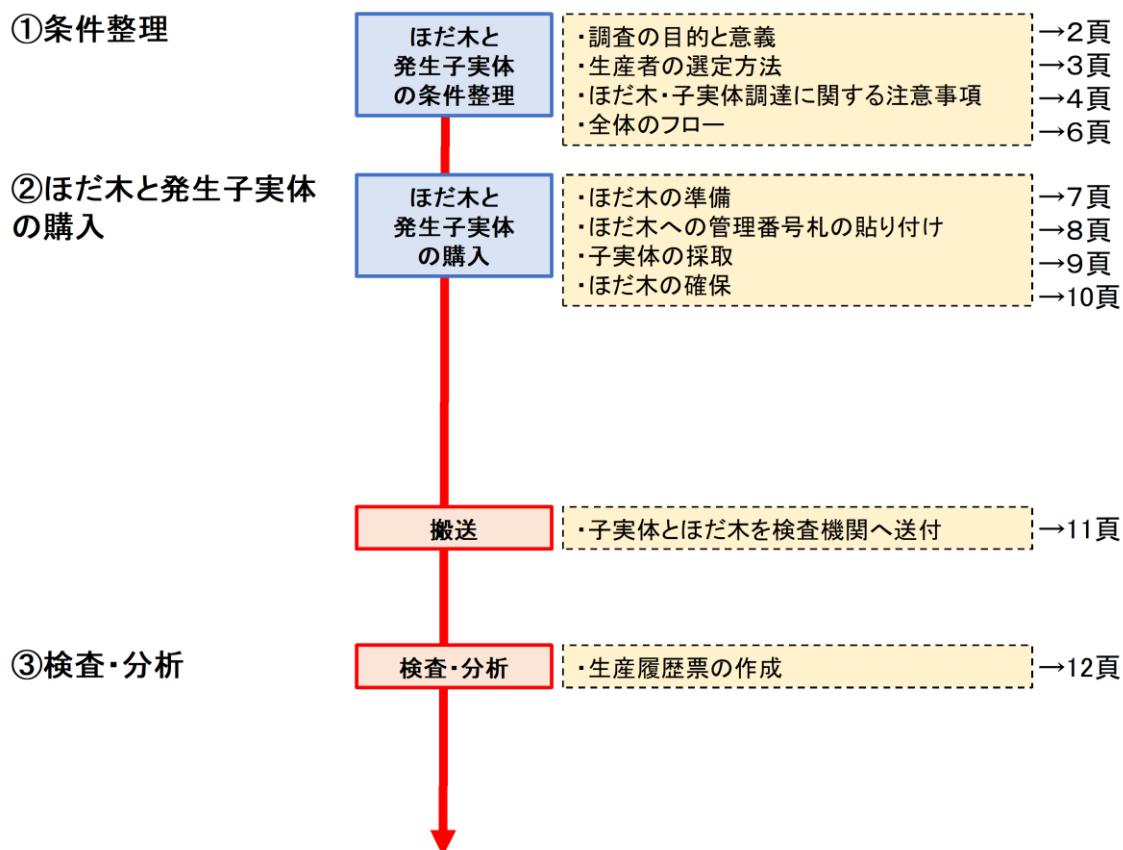 ①条件整理
ほだ木と
発生子実体
の条件整理
・調査の目的と意義
→2頁
・生産者の選定方法
→3頁
・ほだ木・子実体調達に関する注意事項
→4頁
・全体のフロー
→6頁
②ほだ木と発生子実体
の購入
ほだ木と
発生子実体
の購入
・ほだ木の準備
→7頁
・ほだ木への管理番号札の貼り付け
→8頁
・子実体の採取
→9頁
・ほだ木の確保
→10頁
搬送
・子実体とほだ木を検査機関へ送付
→11頁
③検査・分析
検査・分析
・生産履歴票の作成
→12頁